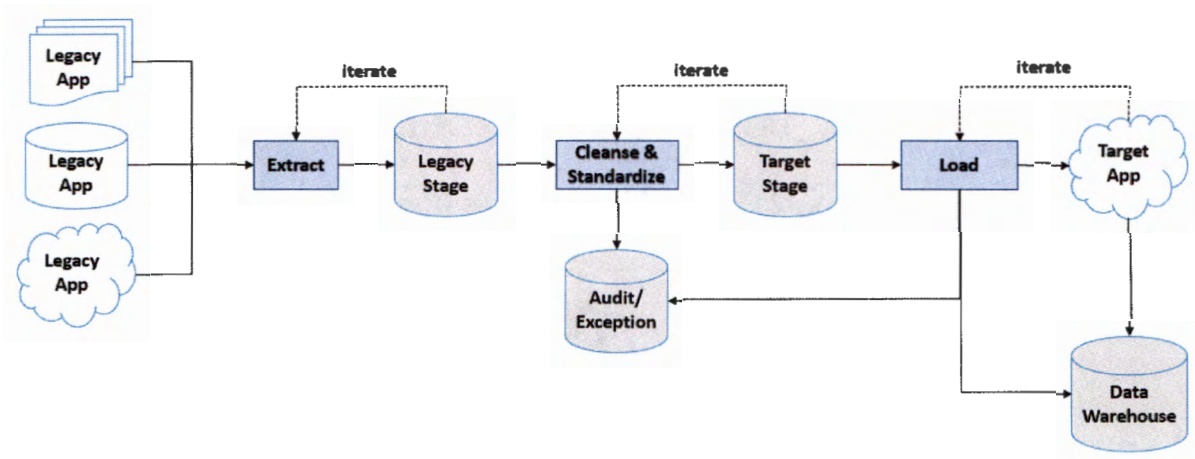 Legacy
App
Legacy
App
Legacy
App
Extract
iterate
Legacy
Stage
Cleanse &
Standardize
iterate
Target
Stage
Audit/
Exception
Load
iterate
Target
App
Data
Warehouse